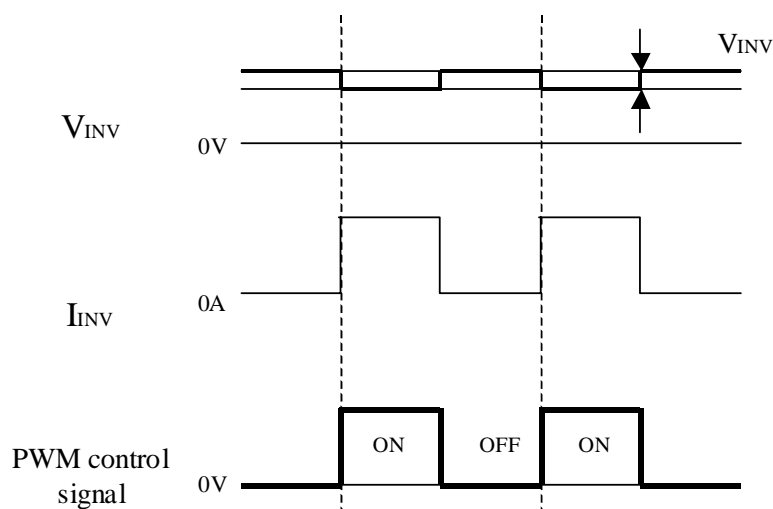 VINV
VINV
0V
0A
IINV
ON
OFF
ON
PWM control
signal
0V